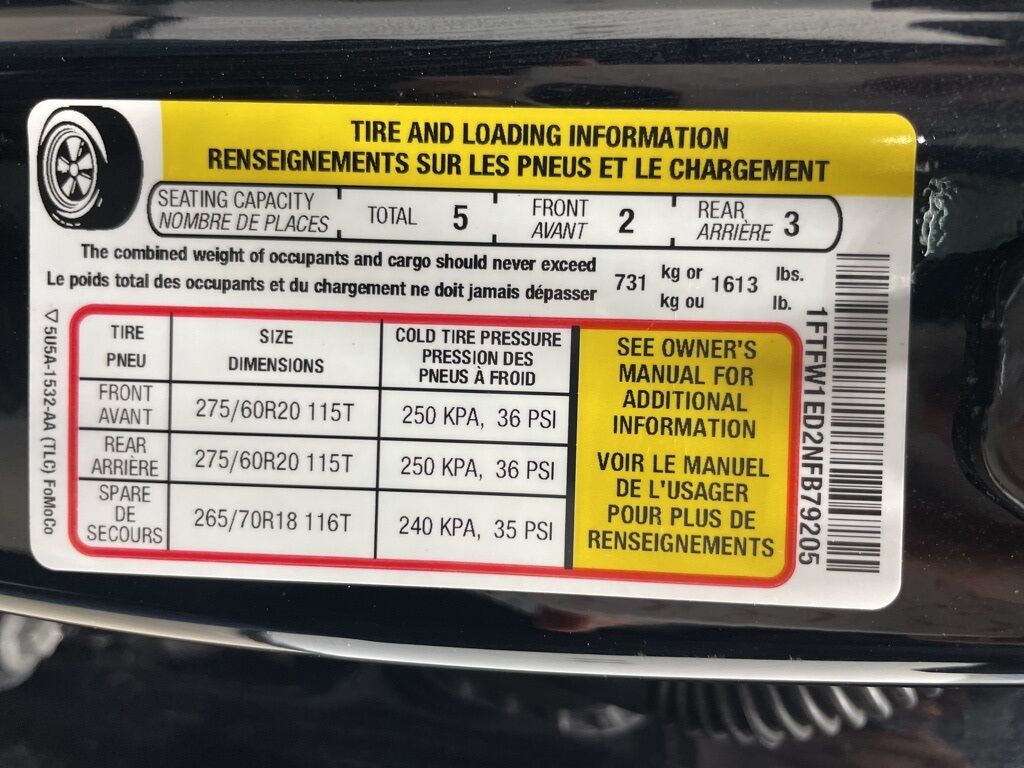 TIRE AND LOADING INFORMATION
RENSEIGNEMENTS SUR LES PNEUS ET LE CHARGEMENT
SEATING CAPACITY
NOMBRE DE PLACES
TOTAL 5
FRONT
AVANT 2
REAR
ARRIÈRE 3
The combined weight of occupants and cargo should never exceed
Le poids total des occupants et du chargement ne doit jamais dépasser
731 kg or 1613 lbs.
kg ou lb.
TIRE
PNEU
SIZE
DIMENSIONS
COLD TIRE PRESSURE
PRESSION DES
PNEUS À FROID
FRONT
AVANT
275/60R20 115T
250 KPA, 36 PSI
REAR
ARRIÈRE
275/60R20 115T
250 KPA, 36 PSI
SPARE
DE
SECOURS
265/70R18 116T
240 KPA, 35 PSI
SEE OWNER'S
MANUAL FOR
ADDITIONAL
INFORMATION
VOIR LE MANUEL
DE L'USAGER
POUR PLUS DE
RENSEIGNEMENTS
5U5A-1532-AA (TLC) FoMoCo
1FTFW1ED2NFB79205